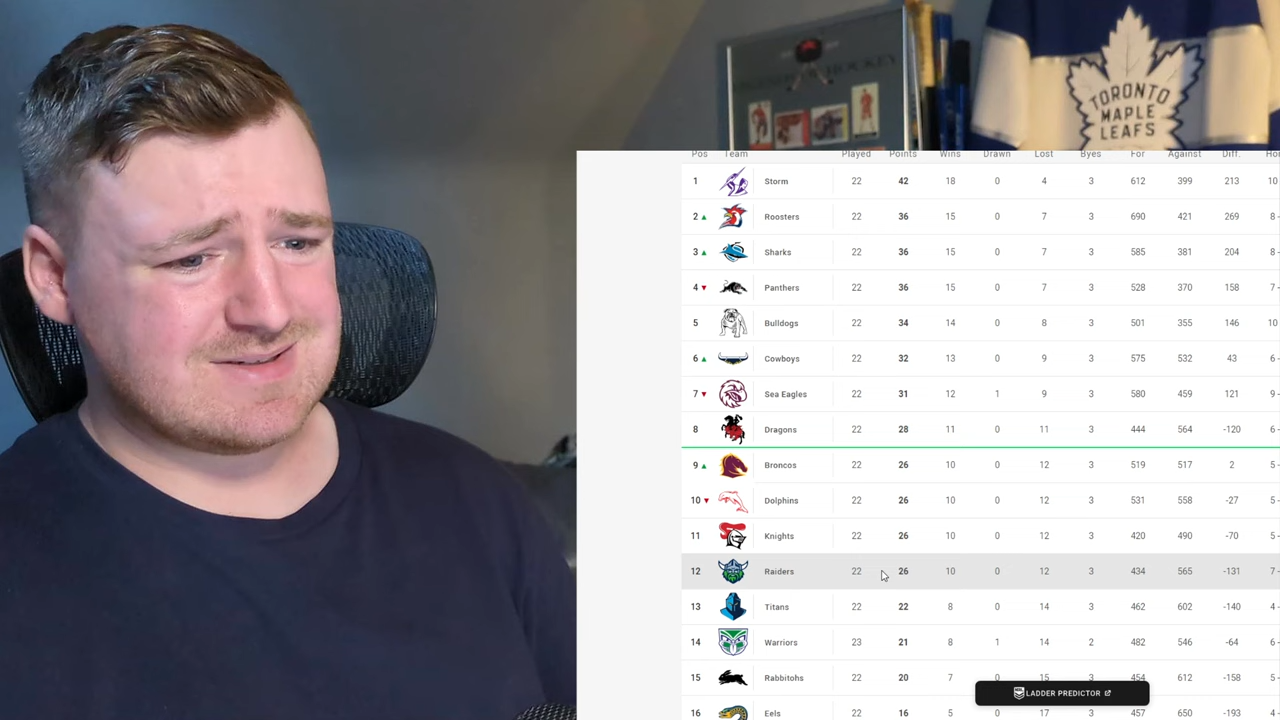 TORONTO
MAPLE
LEAFS
Pos Team Played Points Wins Drawn Lost Byes For Against Diff.
1 Storm 22 42 18 0 4 3 612 399 213 10
2 Roosters 22 36 15 0 7 3 690 421 269 8
3 Sharks 22 36 15 0 7 3 585 381 204 8 -
4 Panthers 22 36 15 0 7 3 528 370 158 7 -
5 Bulldogs 22 34 14 0 8 3 501 355 146 10
6 Cowboys 22 32 13 0 9 3 575 532 43 6 -
7 Sea Eagles 22 31 12 1 9 3 580 459 121 9 -
8 Dragons 22 28 11 0 11 3 444 564 -120 6 -
9 Broncos 22 26 10 0 12 3 519 517 2 5 -
10 Dolphins 22 26 10 0 12 3 531 558 -27 5 -
11 Knights 22 26 10 0 12 3 420 490 -70 5 -
12 Raiders 22 26 10 0 12 3 434 565 -131 7 -
13 Titans 22 22 8 0 14 3 462 602 -140 4 -
14 Warriors 23 21 8 1 14 2 482 546 -64 6 -
15 Rabbitohs 22 20 7 0 15 3 454 612 -158 5 -
LADDER PREDICTOR
16 Eels 22 16 5 0 17 3 457 650 -193 4